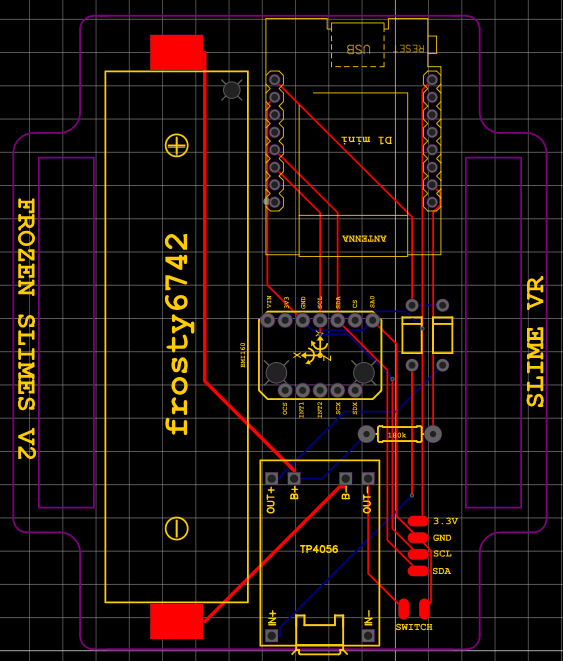 USB
RESET
D1 mini
ANTENNA
FROZEN SLIMES V2
frosty6742
SLIME VR
VIN
3V3
GND
SCL
SDA
CS
SA0
BMI160
X
Y
Z
OCS
INT1
INT2
SCX
SDX
180k
OUT+
B+
B-
OUT-
TP4056
IN+
IN-
3.3V
GND
SCL
SDA
SWITCH